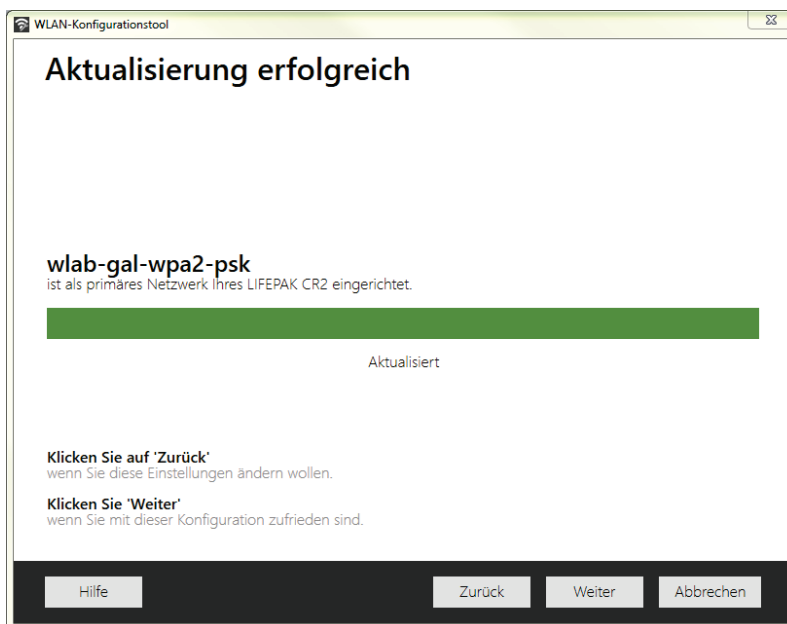 WLAN-Konfigurationstool
Aktualisierung erfolgreich
wlab-gal-wpa2-psk
ist als primäres Netzwerk Ihres LIFEPAK CR2 eingerichtet.
Aktualisiert
Klicken Sie auf 'Zurück'
wenn Sie diese Einstellungen ändern wollen.
Klicken Sie 'Weiter'
wenn Sie mit dieser Konfiguration zufrieden sind.
Hilfe Zurück Weiter Abbrechen